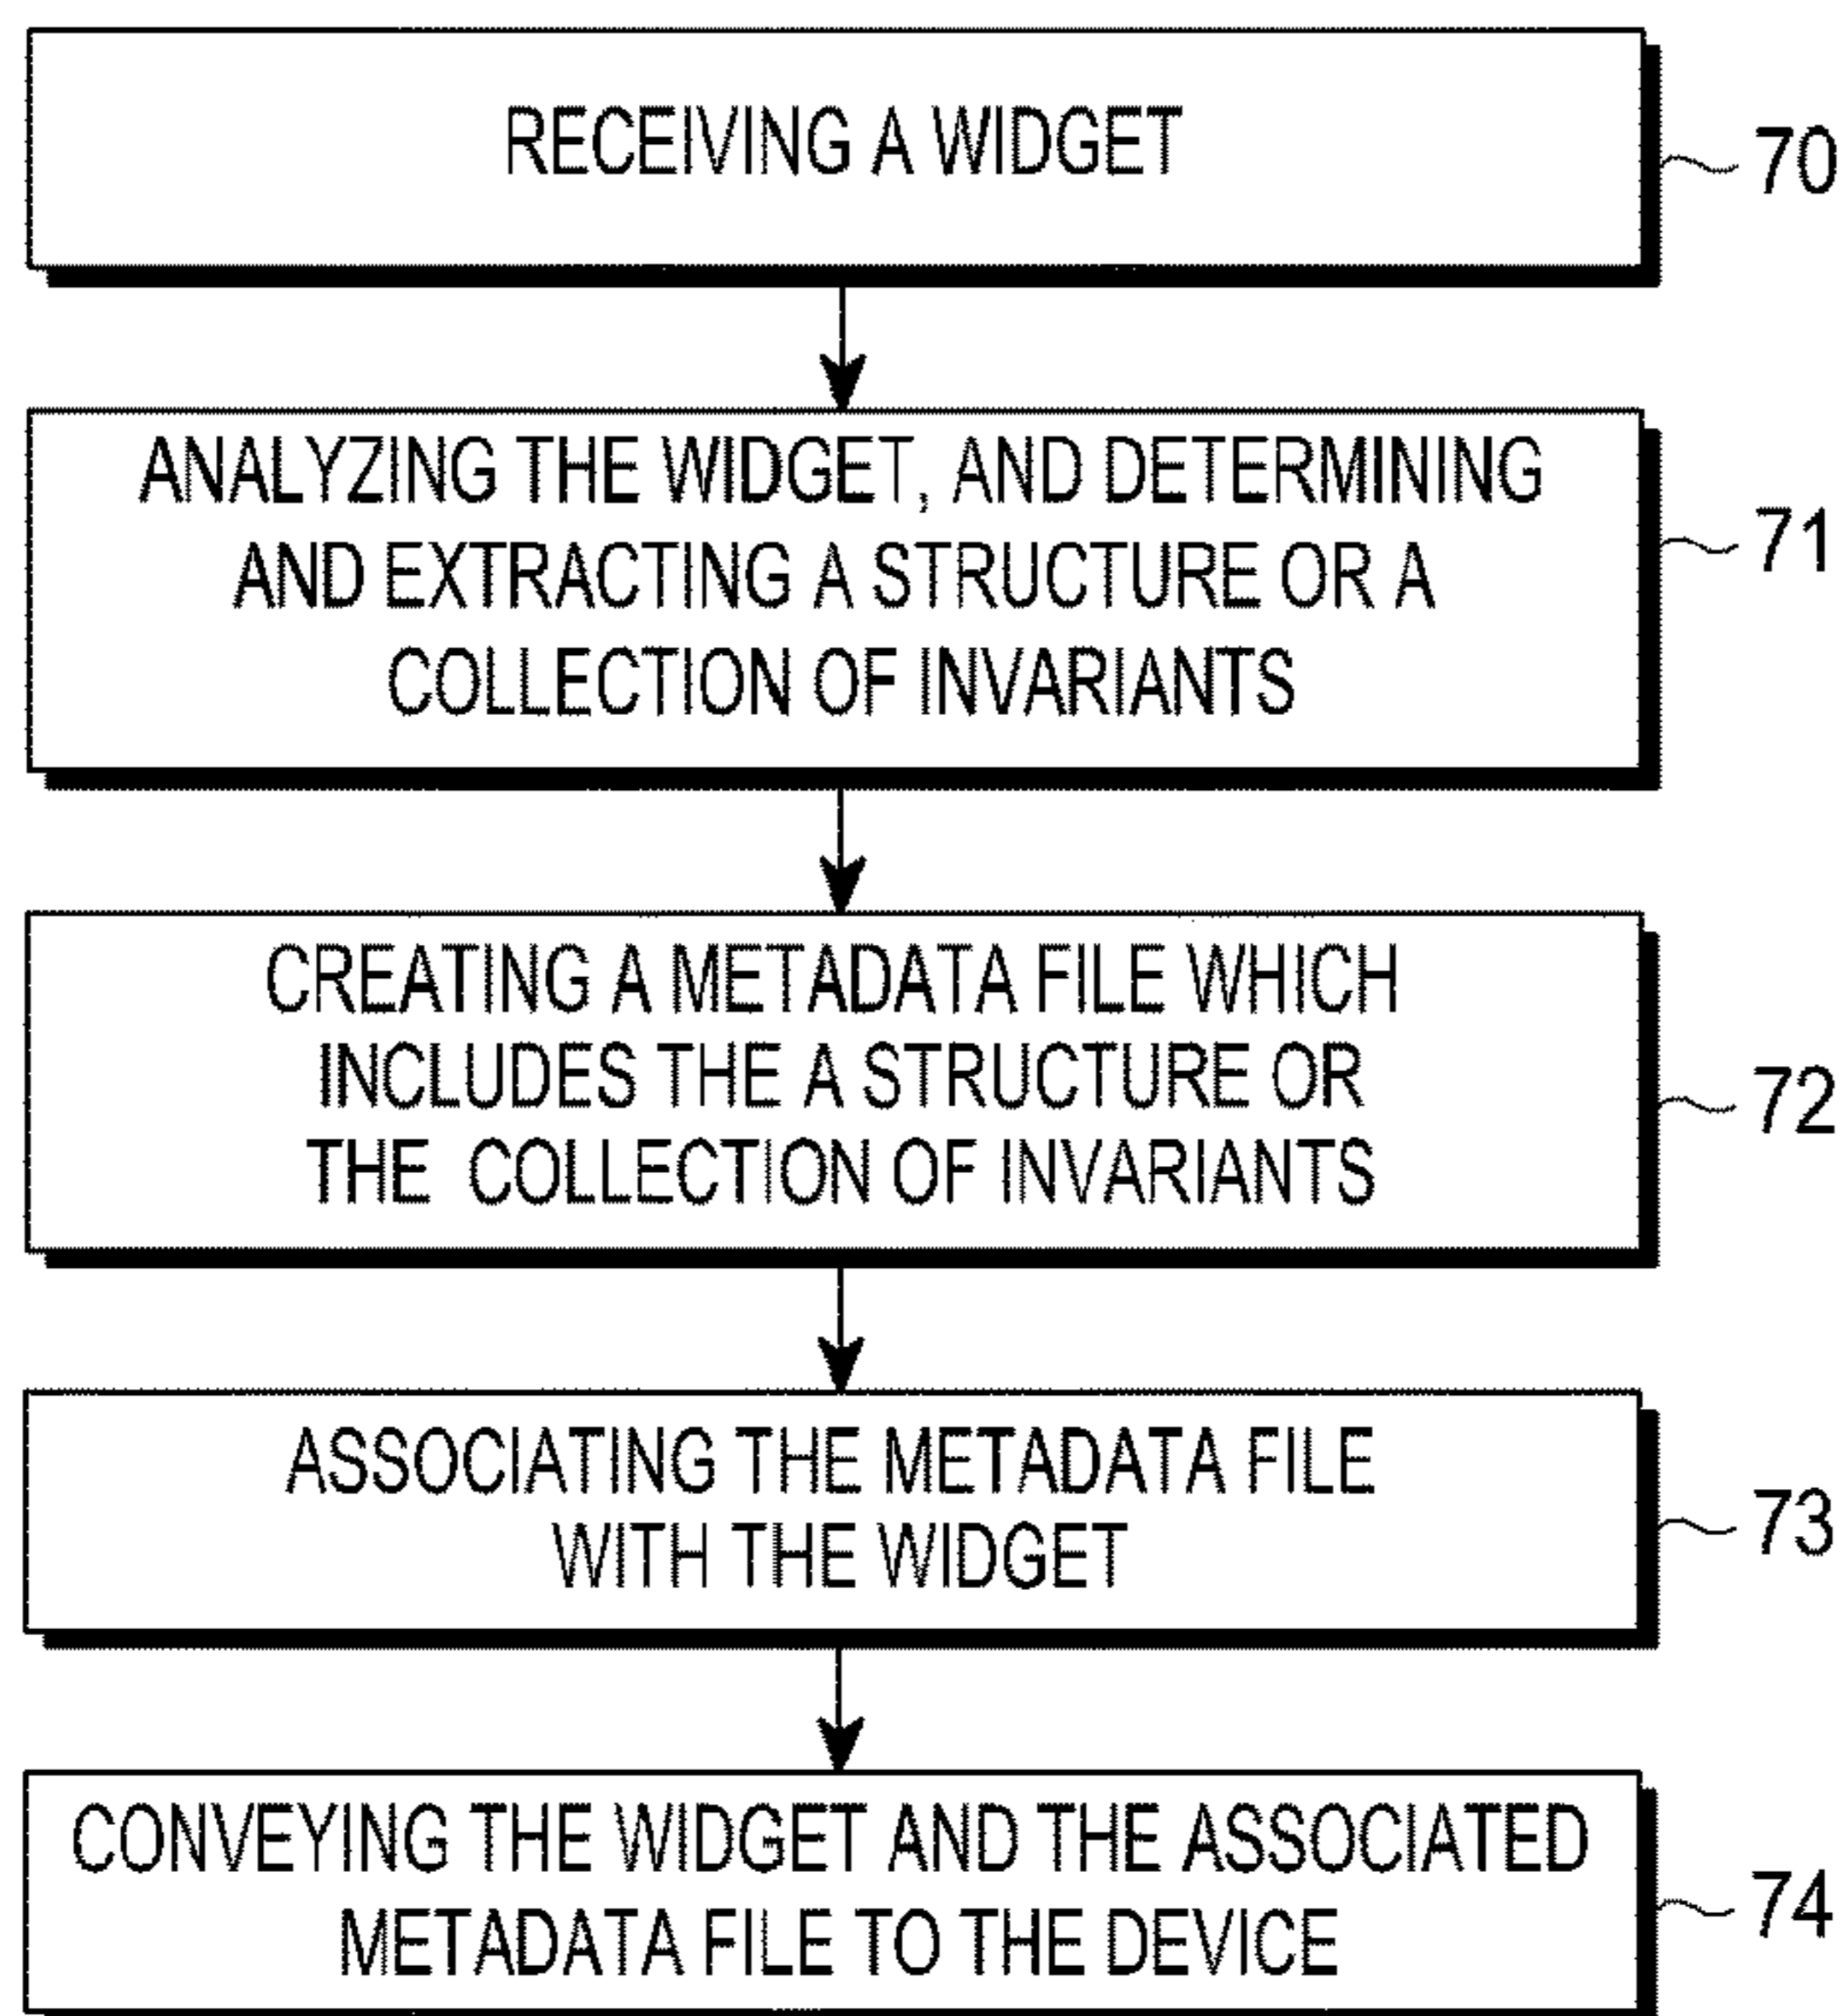 RECEIVING A WIDGET
70
ANALYZING THE WIDGET, AND DETERMINING
AND EXTRACTING A STRUCTURE OR A
COLLECTION OF INVARIANTS
71
CREATING A METADATA FILE WHICH
INCLUDES THE A STRUCTURE OR
THE COLLECTION OF INVARIANTS
72
ASSOCIATING THE METADATA FILE
WITH THE WIDGET
73
CONVEYING THE WIDGET AND THE ASSOCIATED
METADATA FILE TO THE DEVICE
74